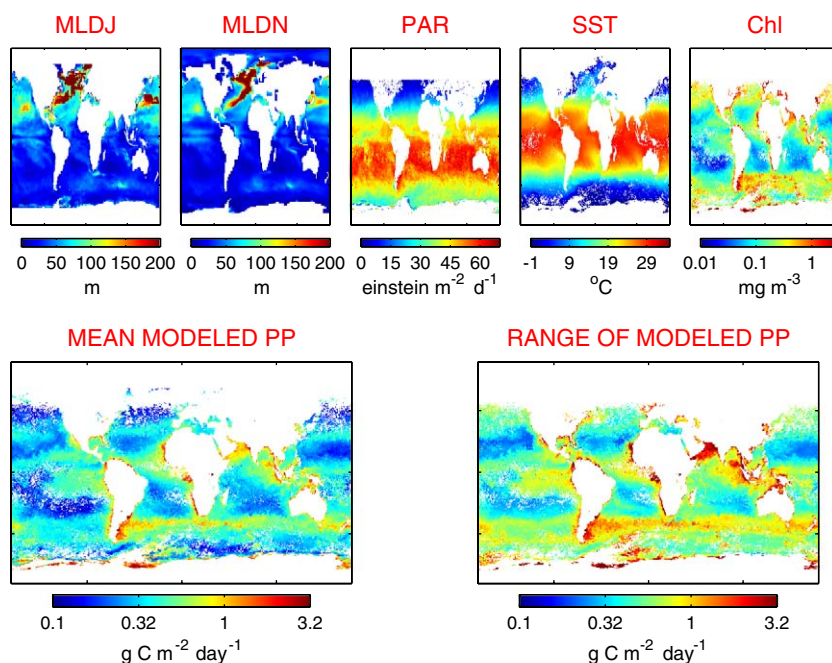 MLDJ MLDN PAR SST Chl
0 50 100 150 200 0 50 100 150 200 0 15 30 45 60 -1 9 19 29 0.01 0.1 1
m m einstein m⁻² d⁻¹ °C mg m⁻³
MEAN MODELED PP RANGE OF MODELED PP
0.1 0.32 1 3.2 0.1 0.32 1 3.2
g C m⁻² day⁻¹ g C m⁻² day⁻¹